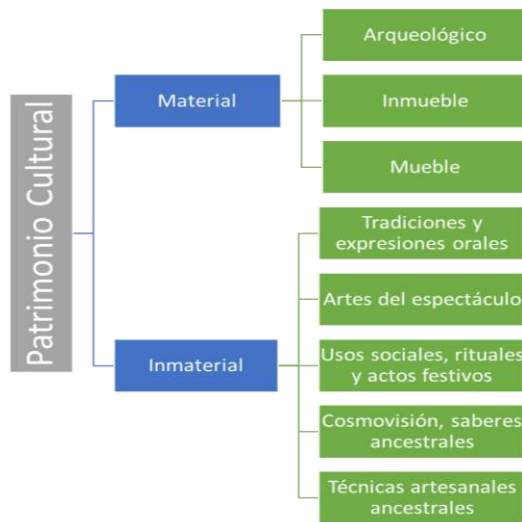 Patrimonio Cultural
Material
Arqueológico
Inmueble
Mueble
Inmaterial
Tradiciones y
expresiones orales
Artes del espectáculo
Usos sociales, rituales
y actos festivos
Cosmovisión, saberes
ancestrales
Técnicas artesanales
ancestrales